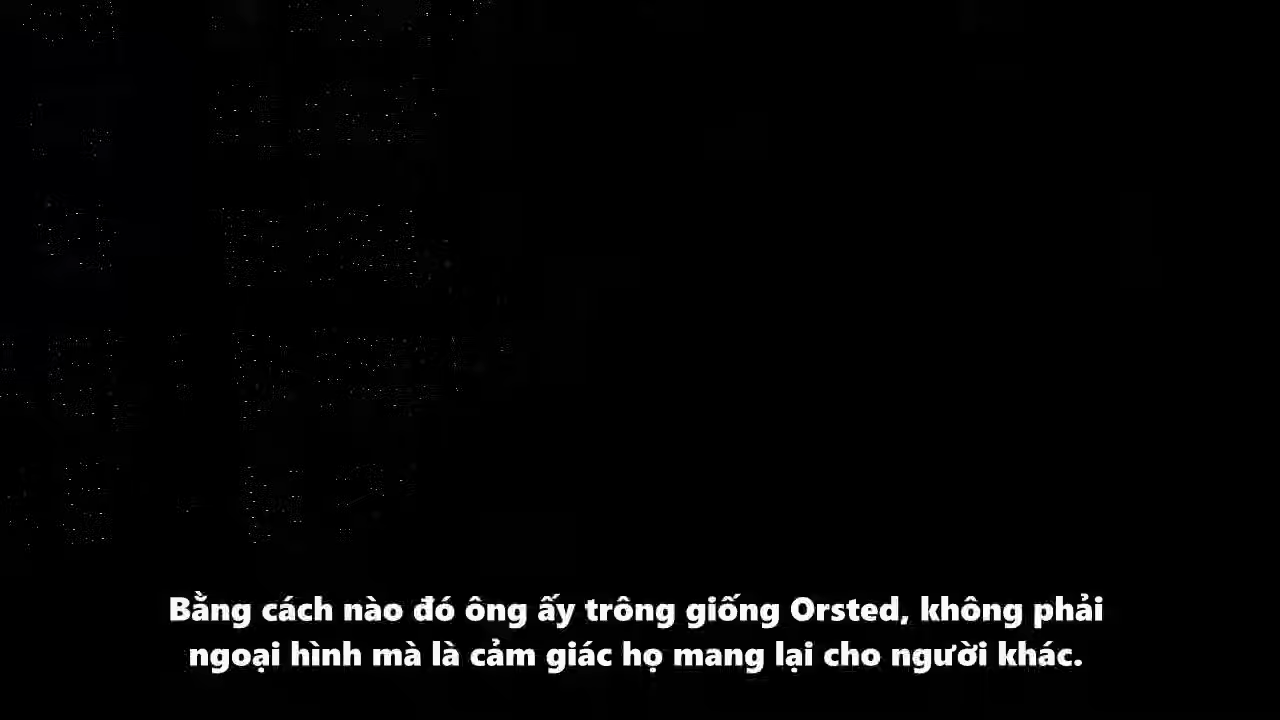 Bằng cách nào đó ông ấy trông giống Orsted, không phải
ngoại hình mà là cảm giác họ mang lại cho người khác.